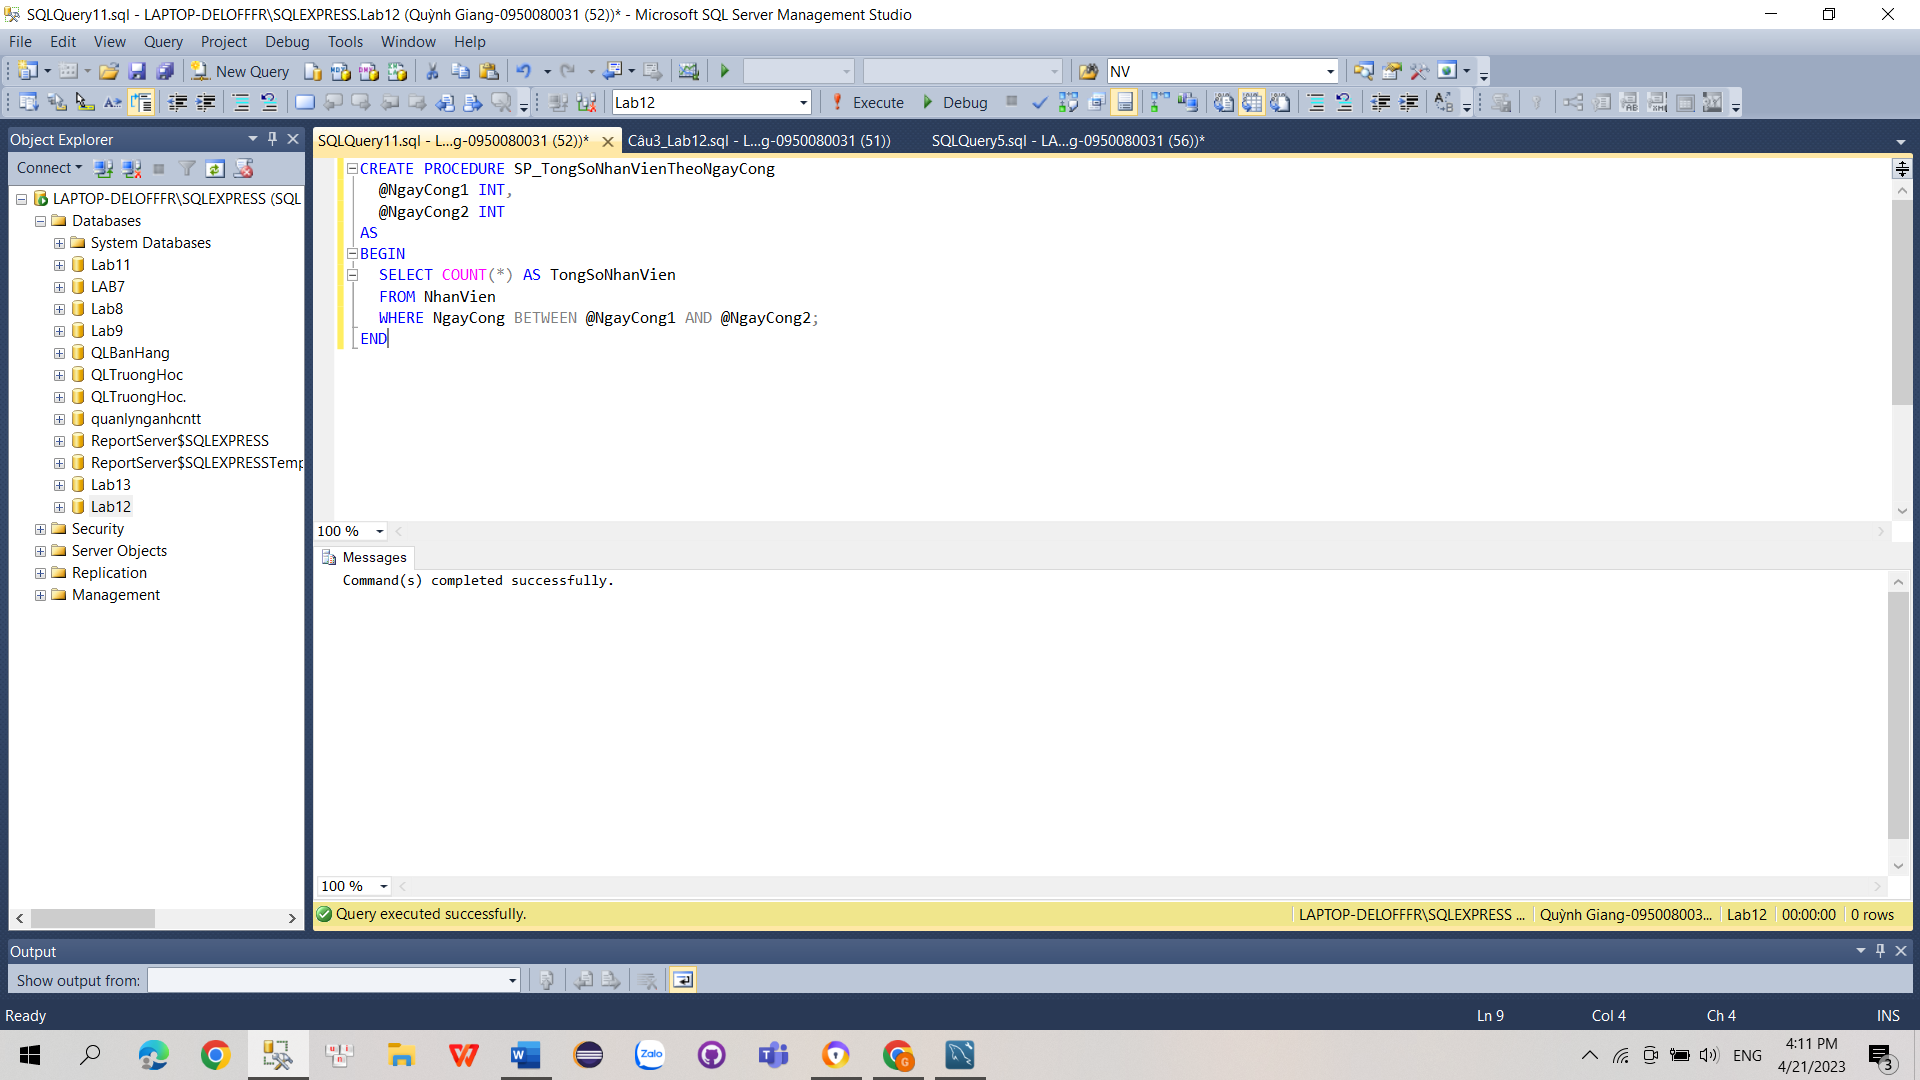 SQLQuery11.sql - LAPTOP-DELOFFFR\SQLEXPRESS.Lab12 (Quỳnh Giang-0950080031 (52))* - Microsoft SQL Server Management Studio
File Edit View Query Project Debug Tools Window Help
New Query NV
Lab12 Execute Debug
Object Explorer
SQLQuery11.sql - L...g-0950080031 (52))* Câu3_Lab12.sql - L...g-0950080031 (51)) SQLQuery5.sql - LA...g-0950080031 (56))*
Connect
LAPTOP-DELOFFFR\SQLEXPRESS (SQL
Databases
System Databases
Lab11
LAB7
Lab8
Lab9
QLBanHang
QLTruongHoc
QLTruongHoc.
quanlynganhcntt
ReportServer$SQLEXPRESS
ReportServer$SQLEXPRESSTemp
Lab13
Lab12
Security
Server Objects
Replication
Management
CREATE PROCEDURE SP_TongSoNhanVienTheoNgayCong
@NgayCong1 INT,
@NgayCong2 INT
AS
BEGIN
SELECT COUNT(*) AS TongSoNhanVien
FROM NhanVien
WHERE NgayCong BETWEEN @NgayCong1 AND @NgayCong2;
END
100 %
Messages
Command(s) completed successfully.
100 %
Query executed successfully. LAPTOP-DELOFFFR\SQLEXPRESS ... Quỳnh Giang-095008003... Lab12 00:00:00 0 rows
Output
Show output from:
Ready Ln 9 Col 4 Ch 4 INS
Zalo
ENG
4:11 PM
4/21/2023
3